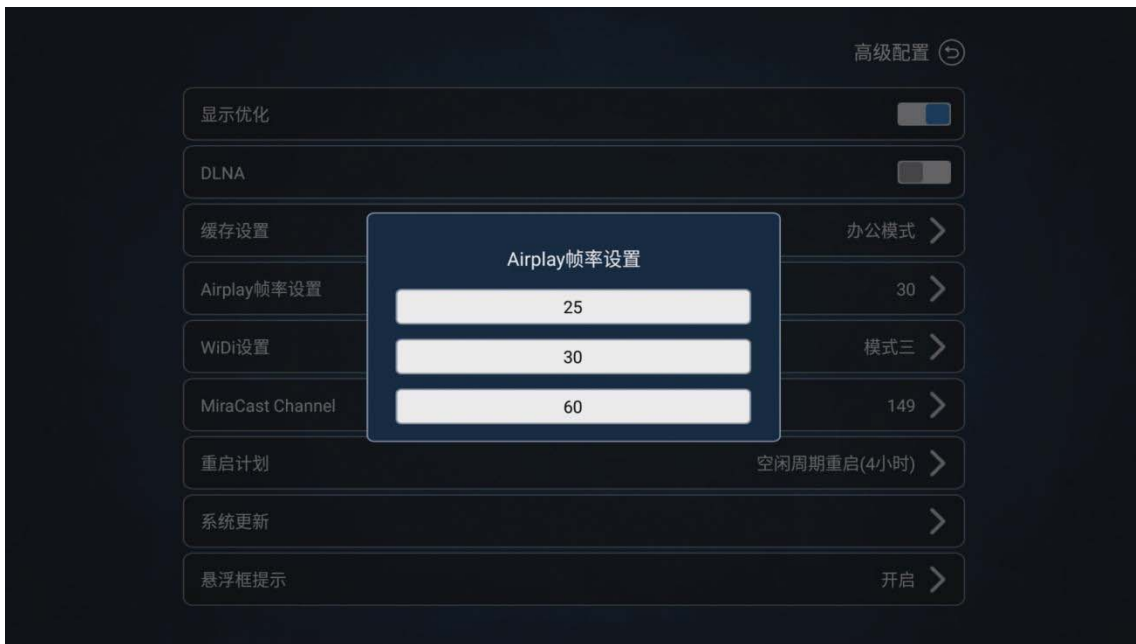 高级配置
显示优化
DLNA
缓存设置 办公模式
Airplay帧率设置
25
30
60
Airplay帧率设置 30
WiDi设置 模式三
MiraCast Channel 149
重启计划 空闲周期重启(4小时)
系统更新
悬浮框提示 开启